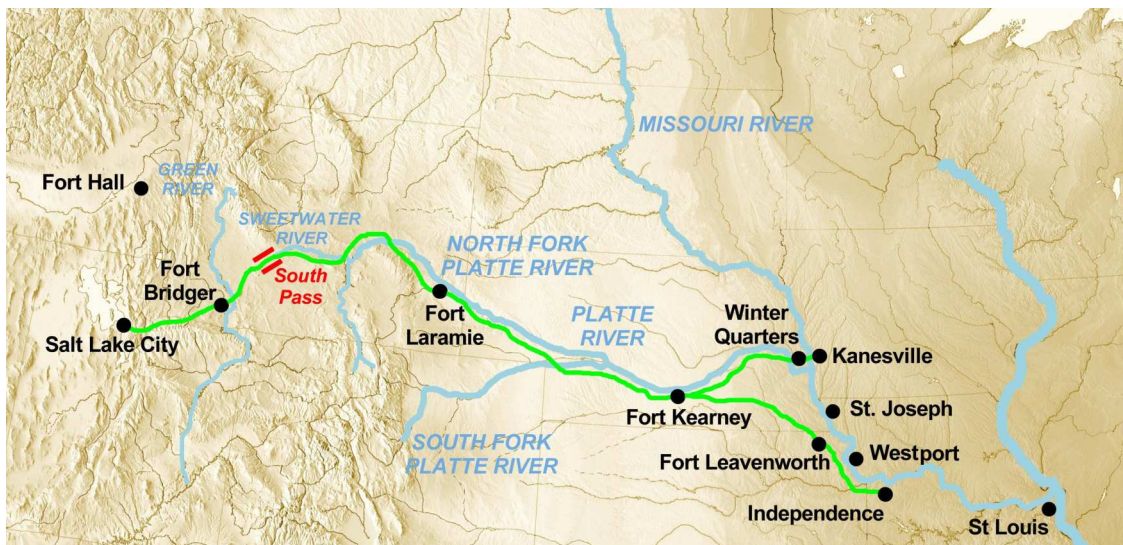 MISSOURI RIVER
Fort Hall
GREEN
RIVER
SWEETWATER
RIVER
NORTH FORK
PLATTE RIVER
South
Pass
Fort
Bridger
Salt Lake City
Fort
Laramie
PLATTE
RIVER
Winter
Quarters
Kanesville
Fort Kearney
St. Joseph
SOUTH FORK
PLATTE RIVER
Fort Leavenworth
Westport
Independence
St Louis